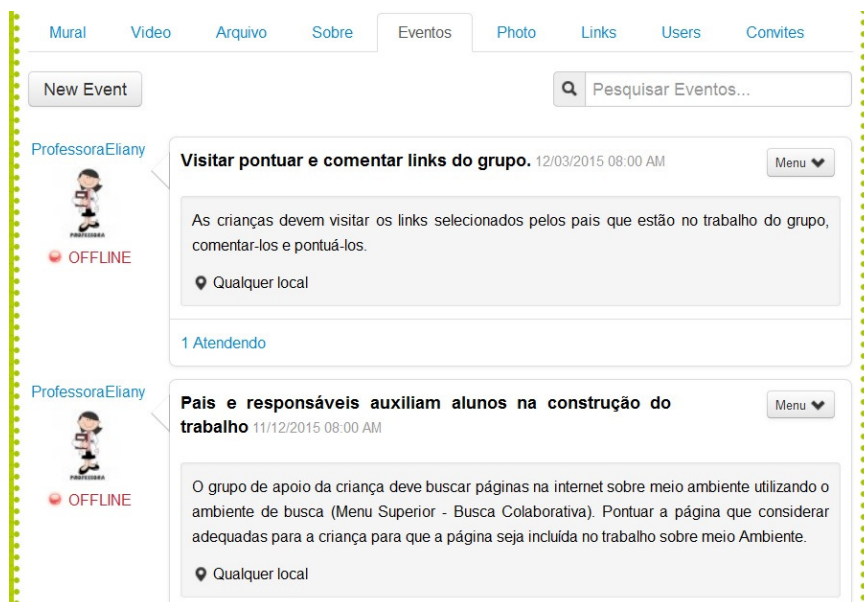 Mural Video Arquivo Sobre Eventos Photo Links Users Convites
New Event
Pesquisar Eventos...
ProfessoraEliany
PROFESSORA
OFFLINE
Visitar pontuar e comentar links do grupo. 12/03/2015 08:00 AM
Menu
As crianças devem visitar os links selecionados pelos pais que estão no trabalho do grupo,
comentar-los e pontuá-los.
Qualquer local
1 Atendendo
ProfessoraEliany
PROFESSORA
OFFLINE
Pais e responsáveis auxiliam alunos na construção do
trabalho 11/12/2015 08:00 AM
Menu
O grupo de apoio da criança deve buscar páginas na internet sobre meio ambiente utilizando o
ambiente de busca (Menu Superior - Busca Colaborativa). Pontuar a página que considerar
adequadas para a criança para que a página seja incluída no trabalho sobre meio Ambiente.
Qualquer local